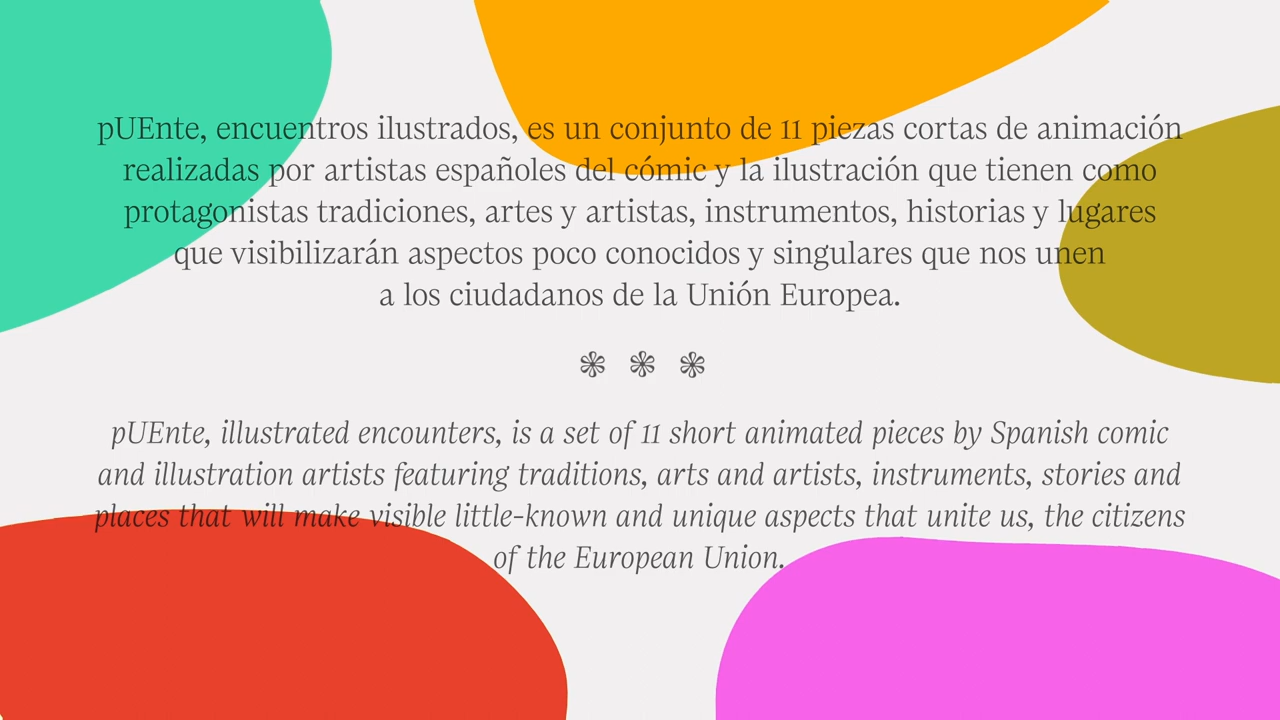 pUEnte, encuentros ilustrados, es un conjunto de 11 piezas cortas de animación
realizadas por artistas españoles del cómic y la ilustración que tienen como
protagonistas tradiciones, artes y artistas, instrumentos, historias y lugares
que visibilizarán aspectos poco conocidos y singulares que nos unen
a los ciudadanos de la Unión Europea.
pUEnte, illustrated encounters, is a set of 11 short animated pieces by Spanish comic
and illustration artists featuring traditions, arts and artists, instruments, stories and
places that will make visible little-known and unique aspects that unite us, the citizens
of the European Union.